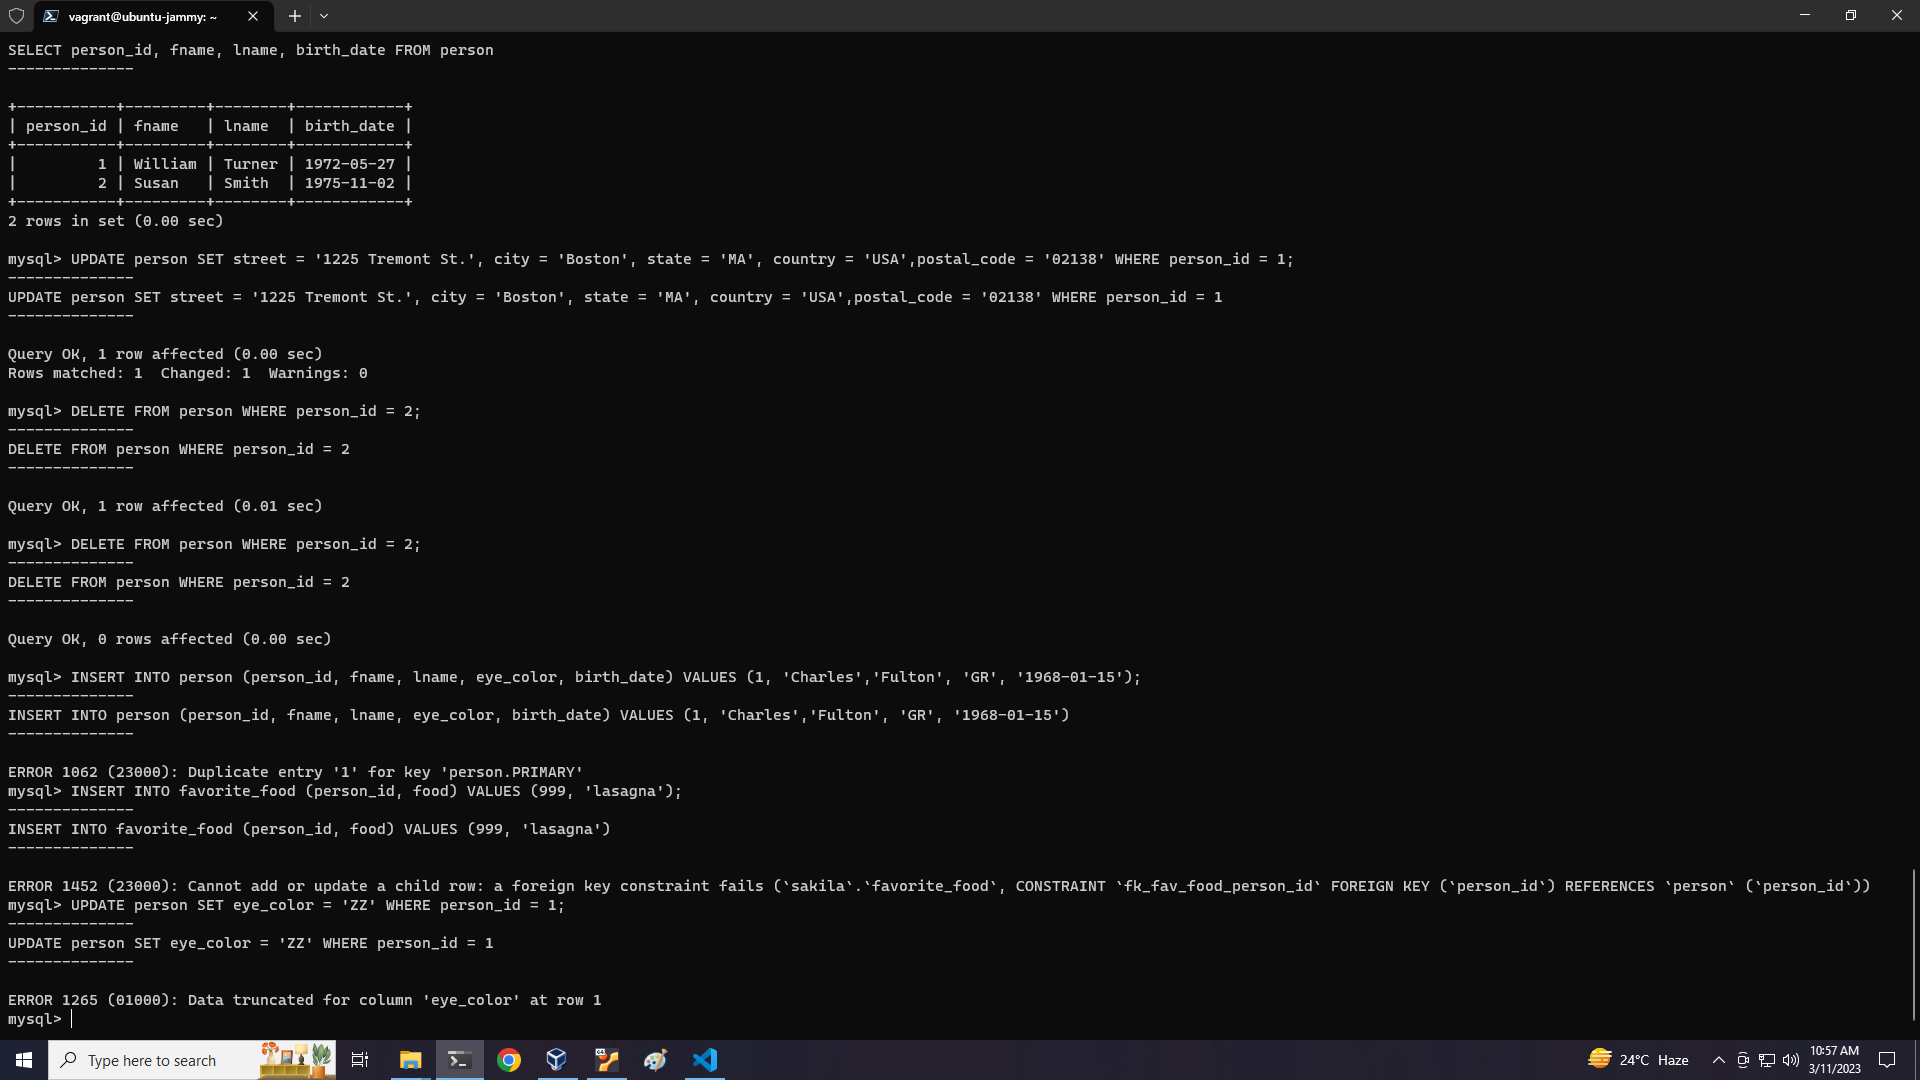 vagrant@ubuntu-jammy: ~
SELECT person_id, fname, lname, birth_date FROM person
--------------
+-----------+---------+--------+------------+
| person_id | fname   | lname  | birth_date |
+-----------+---------+--------+------------+
|         1 | William | Turner | 1972-05-27 |
|         2 | Susan   | Smith  | 1975-11-02 |
+-----------+---------+--------+------------+
2 rows in set (0.00 sec)
mysql> UPDATE person SET street = '1225 Tremont St.', city = 'Boston', state = 'MA', country = 'USA',postal_code = '02138' WHERE person_id = 1;
--------------
UPDATE person SET street = '1225 Tremont St.', city = 'Boston', state = 'MA', country = 'USA',postal_code = '02138' WHERE person_id = 1
--------------
Query OK, 1 row affected (0.00 sec)
Rows matched: 1  Changed: 1  Warnings: 0
mysql> DELETE FROM person WHERE person_id = 2;
--------------
DELETE FROM person WHERE person_id = 2
--------------
Query OK, 1 row affected (0.01 sec)
mysql> DELETE FROM person WHERE person_id = 2;
--------------
DELETE FROM person WHERE person_id = 2
--------------
Query OK, 0 rows affected (0.00 sec)
mysql> INSERT INTO person (person_id, fname, lname, eye_color, birth_date) VALUES (1, 'Charles','Fulton', 'GR', '1968-01-15');
--------------
INSERT INTO person (person_id, fname, lname, eye_color, birth_date) VALUES (1, 'Charles','Fulton', 'GR', '1968-01-15')
--------------
ERROR 1062 (23000): Duplicate entry '1' for key 'person.PRIMARY'
mysql> INSERT INTO favorite_food (person_id, food) VALUES (999, 'lasagna');
--------------
INSERT INTO favorite_food (person_id, food) VALUES (999, 'lasagna')
--------------
ERROR 1452 (23000): Cannot add or update a child row: a foreign key constraint fails (`sakila`.`favorite_food`, CONSTRAINT `fk_fav_food_person_id` FOREIGN KEY (`person_id`) REFERENCES `person` (`person_id`))
mysql> UPDATE person SET eye_color = 'ZZ' WHERE person_id = 1;
--------------
UPDATE person SET eye_color = 'ZZ' WHERE person_id = 1
--------------
ERROR 1265 (01000): Data truncated for column 'eye_color' at row 1
mysql>
Type here to search
24°C Haze
10:57 AM
3/11/2023